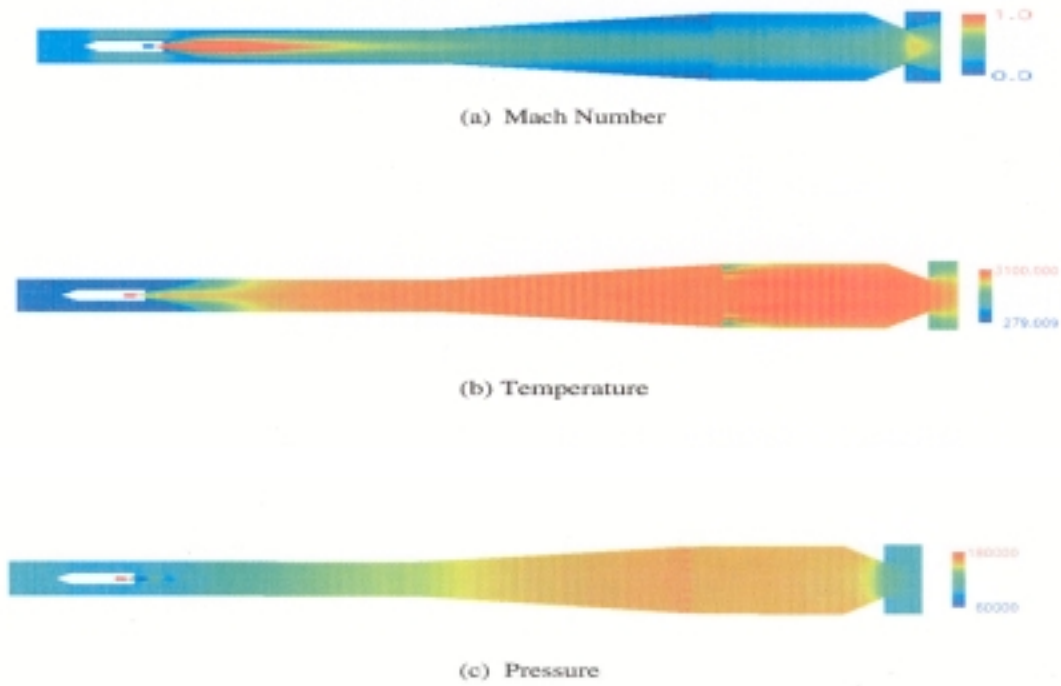 1.0
0.0
(a) Mach Number
3100.000
279.009
(b) Temperature
180000
60000
(c) Pressure